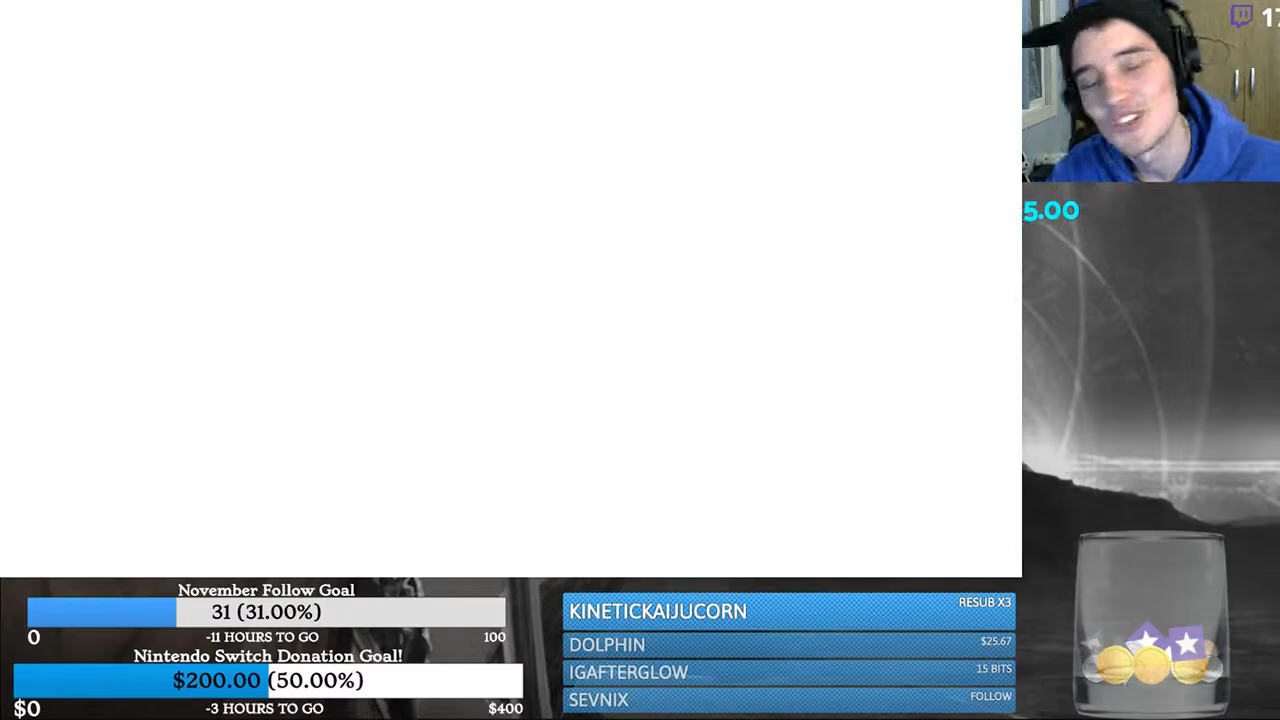 5.00
November Follow Goal
31 (31.00%)
0 -11 HOURS TO GO 100
Nintendo Switch Donation Goal!
$200.00 (50.00%)
$0 -3 HOURS TO GO $400
KINETICKAIJUCORN RESUB X3
DOLPHIN $25.67
IGAFTERGLOW 15 BITS
SEVNIX FOLLOW